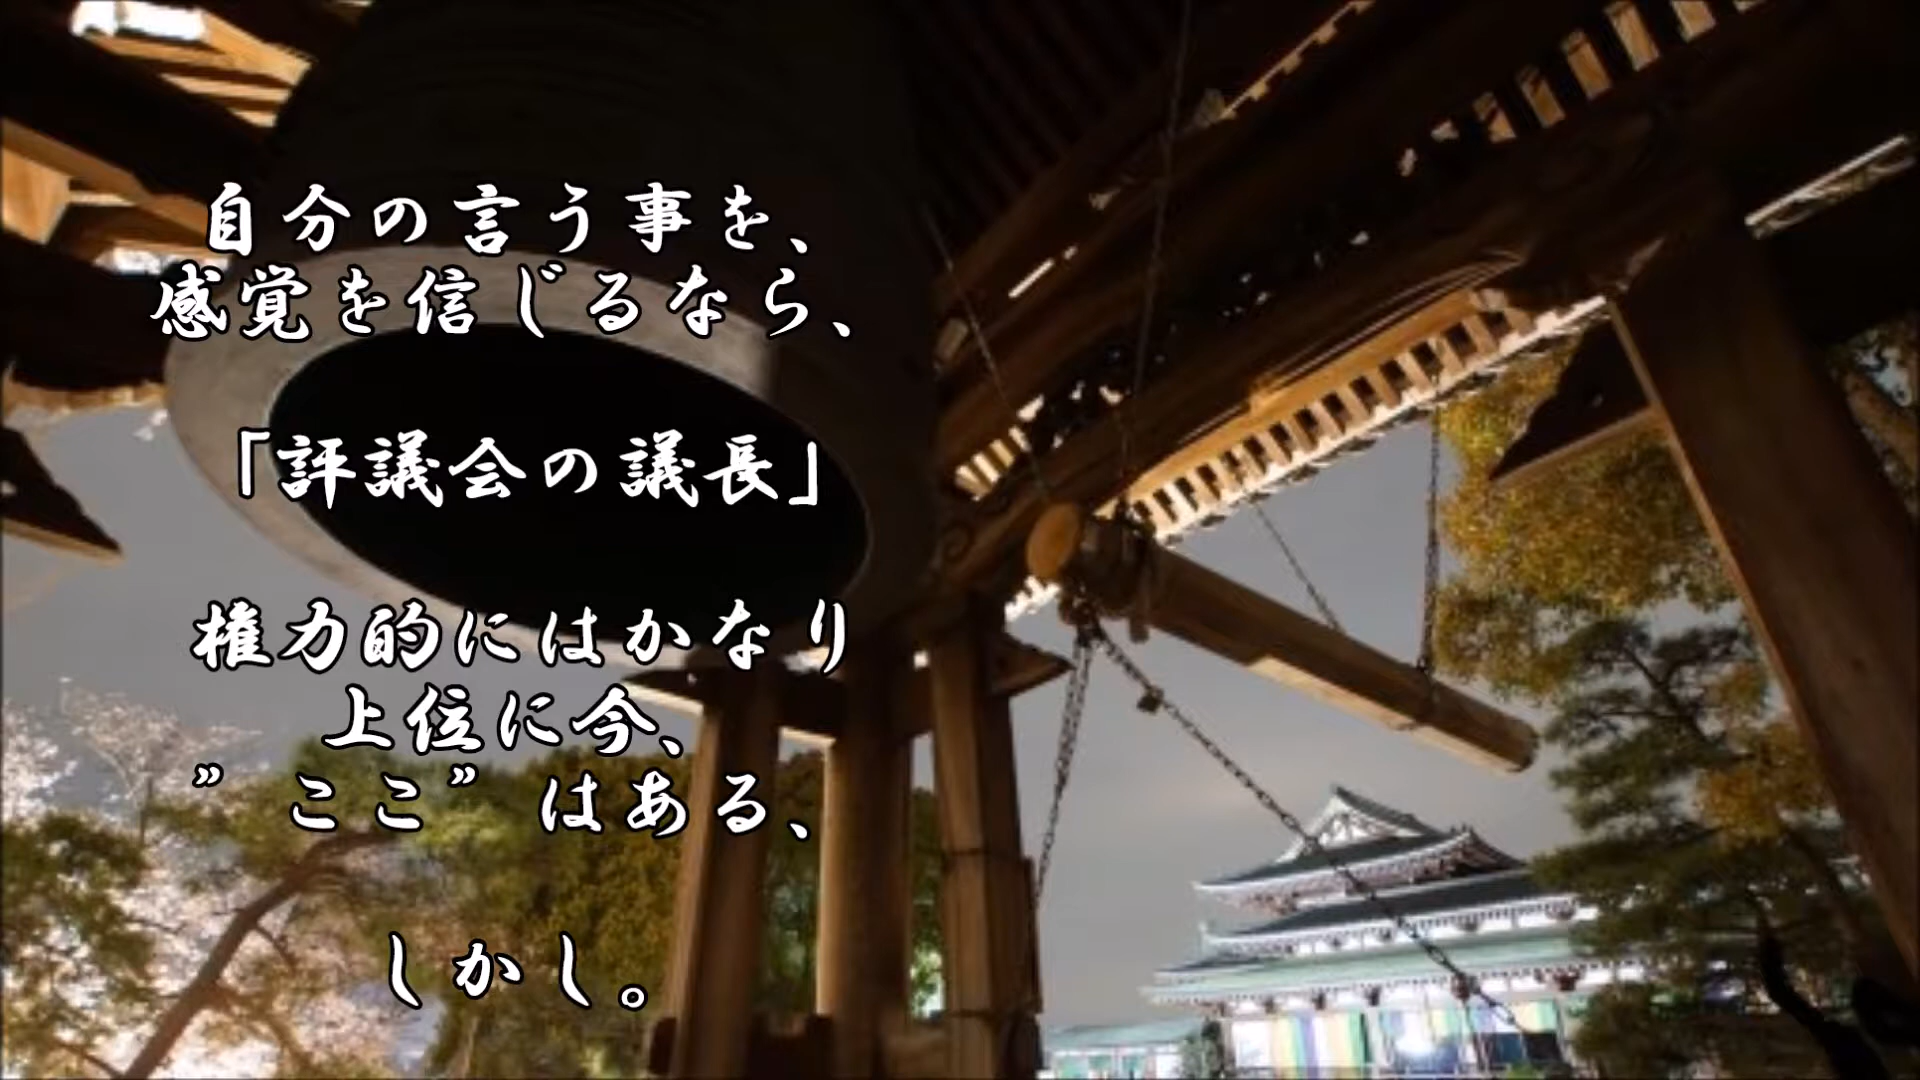 自分の言う事を、
感覚を信じるなら、
「評議会の議長」
権力的にはかなり
上位に今、
”ここ”はある、
しかし。